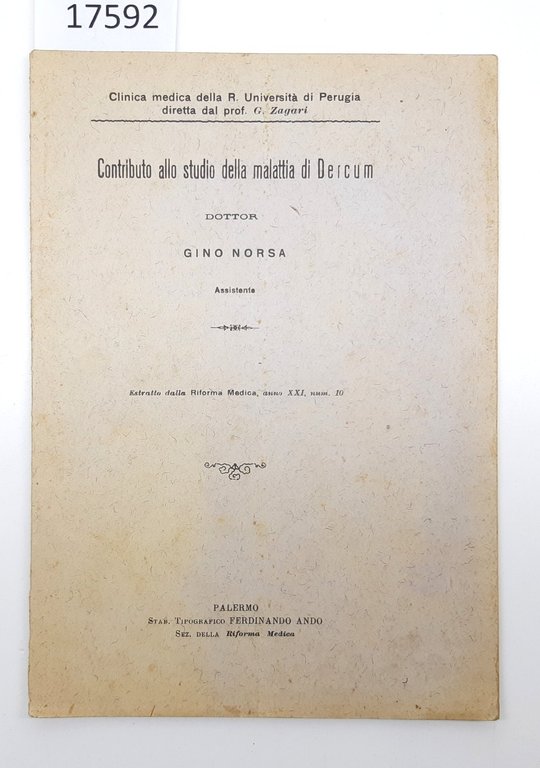 17592
Clinica medica della R. Università di Perugia
diretta dal prof. G. Zagari
Contributo allo studio della malattia di Dercum
DOTTOR
GINO NORSA
Assistente
Estratto dalla Riforma Medica, anno XXI, num. 10
PALERMO
STAB. TIPOGRAFICO FERDINANDO ANDO
SEZ. DELLA Riforma Medica